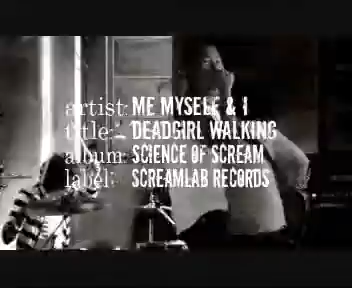 artist: ME MYSELF & I
title: DEADGIRL WALKING
album: SCIENCE OF SCREAM
label: SCREAMLAB RECORDS